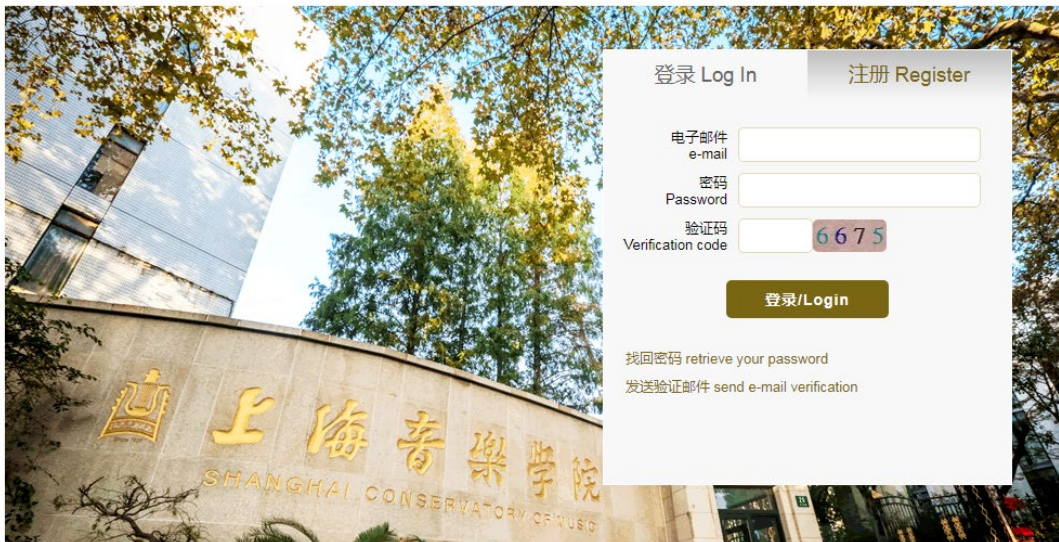 登录 Log In
注册 Register
电子邮件
e-mail
密码
Password
验证码
Verification code
6675
登录/Login
找回密码 retrieve your password
发送验证邮件 send e-mail verification
上海音樂学院
SHANGHAI CONSERVATORY OF MUSIC